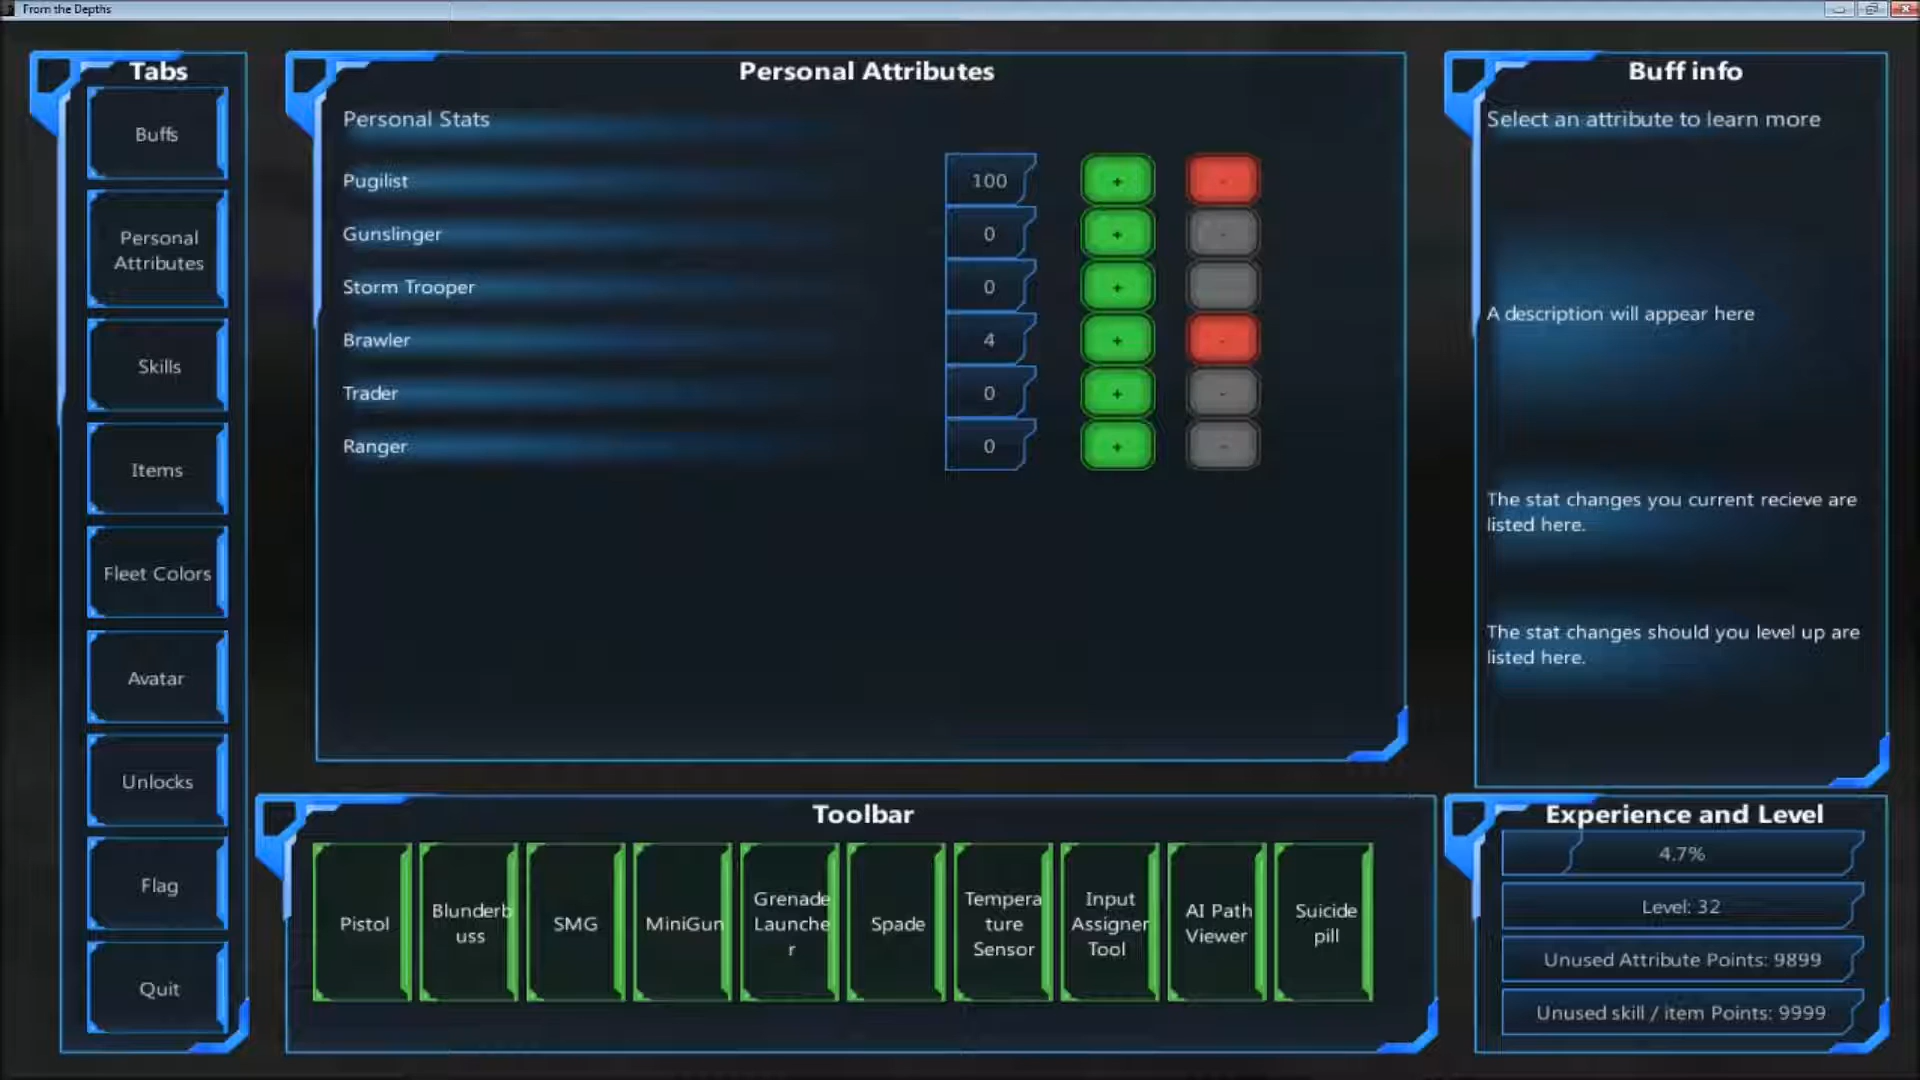 From the Depths
Tabs
Buffs
Personal
Attributes
Skills
Items
Fleet Colors
Avatar
Unlocks
Flag
Quit
Personal Attributes
Personal Stats
Pugilist 100 + -
Gunslinger 0 + -
Storm Trooper 0 +
Brawler 4 + -
Trader 0 + -
Ranger 0 + -
Buff info
Select an attribute to learn more
A description will appear here
The stat changes you current recieve are
listed here.
The stat changes should you level up are
listed here.
Toolbar
Pistol
Blunderb
uss
SMG
MiniGun
Grenade
Launche
r
Spade
Tempera
ture
Sensor
Input
Assigner
Tool
AI Path
Viewer
Suicide
pill
Experience and Level
4.7%
Level: 32
Unused Attribute Points: 9899
Unused skill / item Points: 9999